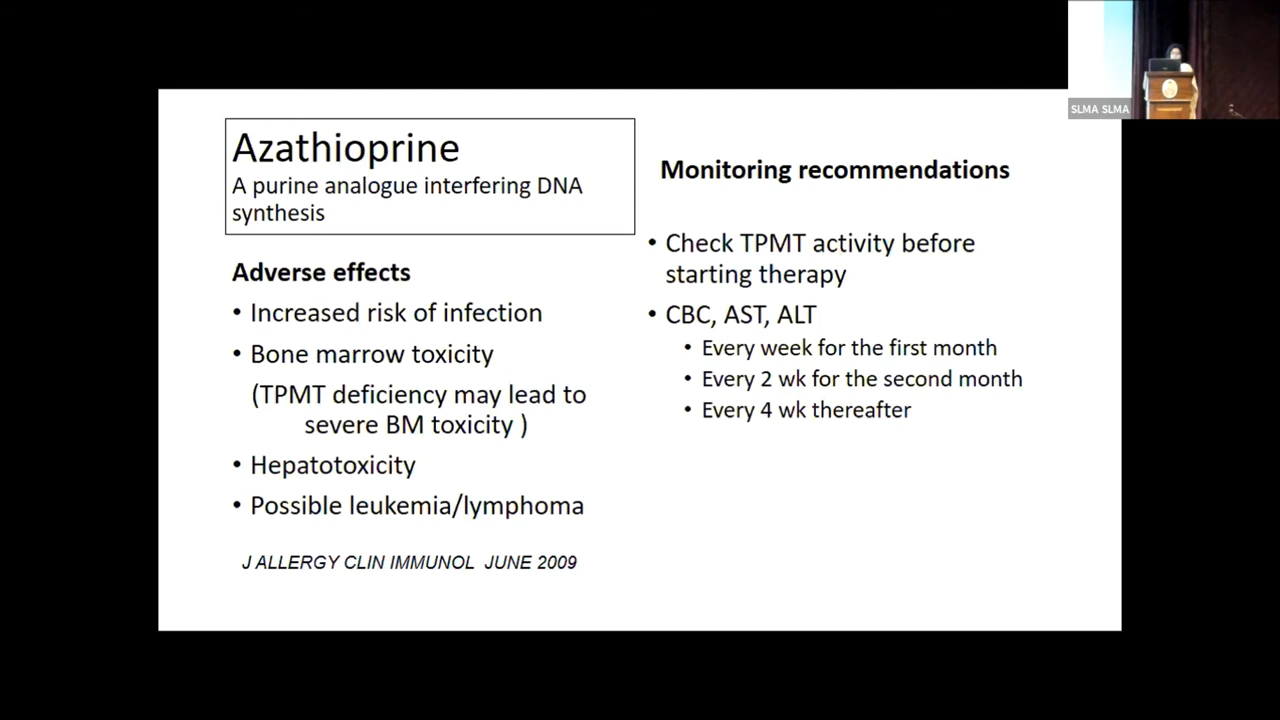 Azathioprine
A purine analogue interfering DNA
synthesis
Adverse effects
• Increased risk of infection
• Bone marrow toxicity
(TPMT deficiency may lead to
severe BM toxicity )
• Hepatotoxicity
• Possible leukemia/lymphoma
J ALLERGY CLIN IMMUNOL JUNE 2009
Monitoring recommendations
• Check TPMT activity before
starting therapy
• CBC, AST, ALT
• Every week for the first month
• Every 2 wk for the second month
• Every 4 wk thereafter
SLMA SLMA